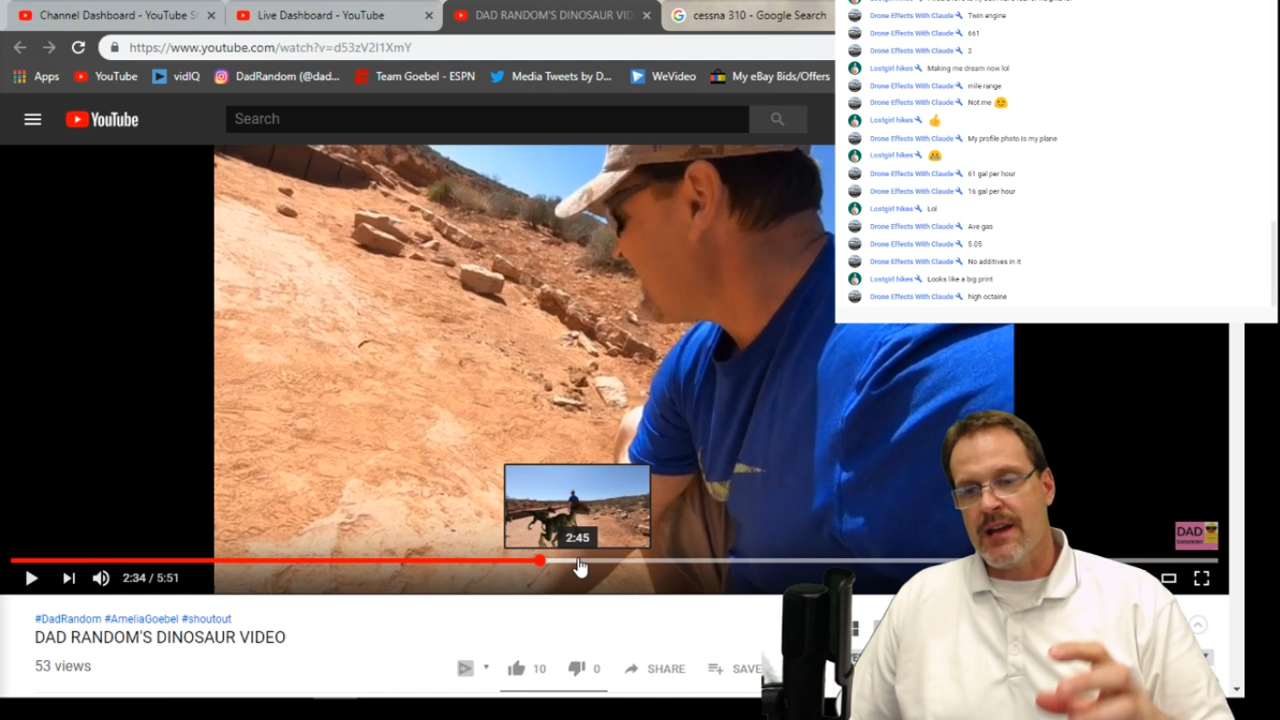 Channel Dashboard - YouTube
Live Dashboard - YouTube
DAD RANDOM'S DINOSAUR VID
cessna 310 - Google Search
https://www.youtube.com/watch?v=d53zV2I1XmY
Apps
YouTube
vidIQ
DadRandom (@dad...
Team Goebel - ESPN
Media Tweets by D...
WeVideo
My eBay Bids/Offers
YouTube
Search
Drone Effects With Claude Twin engine
Drone Effects With Claude 661
Drone Effects With Claude 2
Lostgirl hikes Making me dream now lol
Drone Effects With Claude mile range
Drone Effects With Claude Not me
Lostgirl hikes
Drone Effects With Claude My profile photo is my plane
Lostgirl hikes
Drone Effects With Claude 61 gal per hour
Drone Effects With Claude 16 gal per hour
Lostgirl hikes Lol
Drone Effects With Claude Ave gas
Drone Effects With Claude 5.05
Drone Effects With Claude No additives in it
Lostgirl hikes Looks like a big print
Drone Effects With Claude high octaine
2:45
DAD
2:34 / 5:51
#DadRandom #AmeliaGoebel #shoutout
DAD RANDOM'S DINOSAUR VIDEO
53 views
10
0
SHARE
SAVE